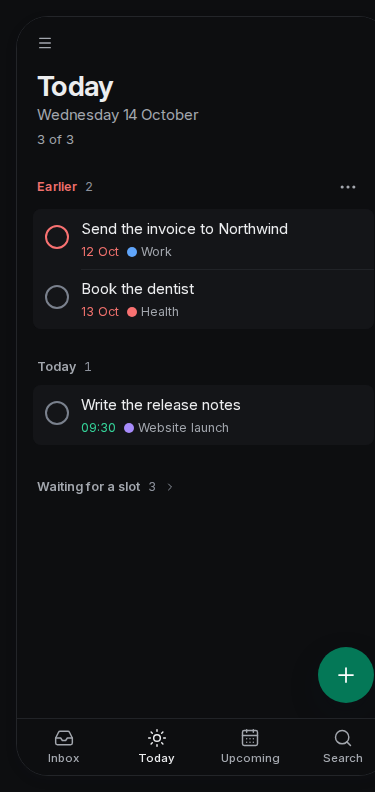 Today
Wednesday 14 October
3 of 3
Earlier 2
Send the invoice to Northwind
12 Oct Work
Book the dentist
13 Oct Health
Today 1
Write the release notes
09:30 Website launch
Waiting for a slot 3
Inbox Today Upcoming Search